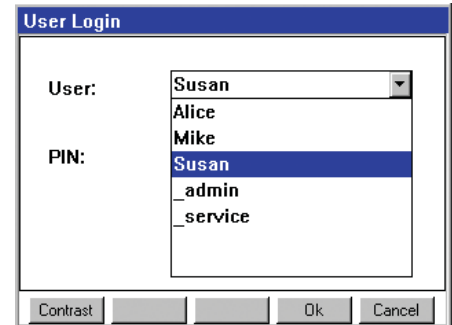 User Login
User: Susan
Alice
Mike
PIN: Susan
_admin
_service
Contrast Ok Cancel